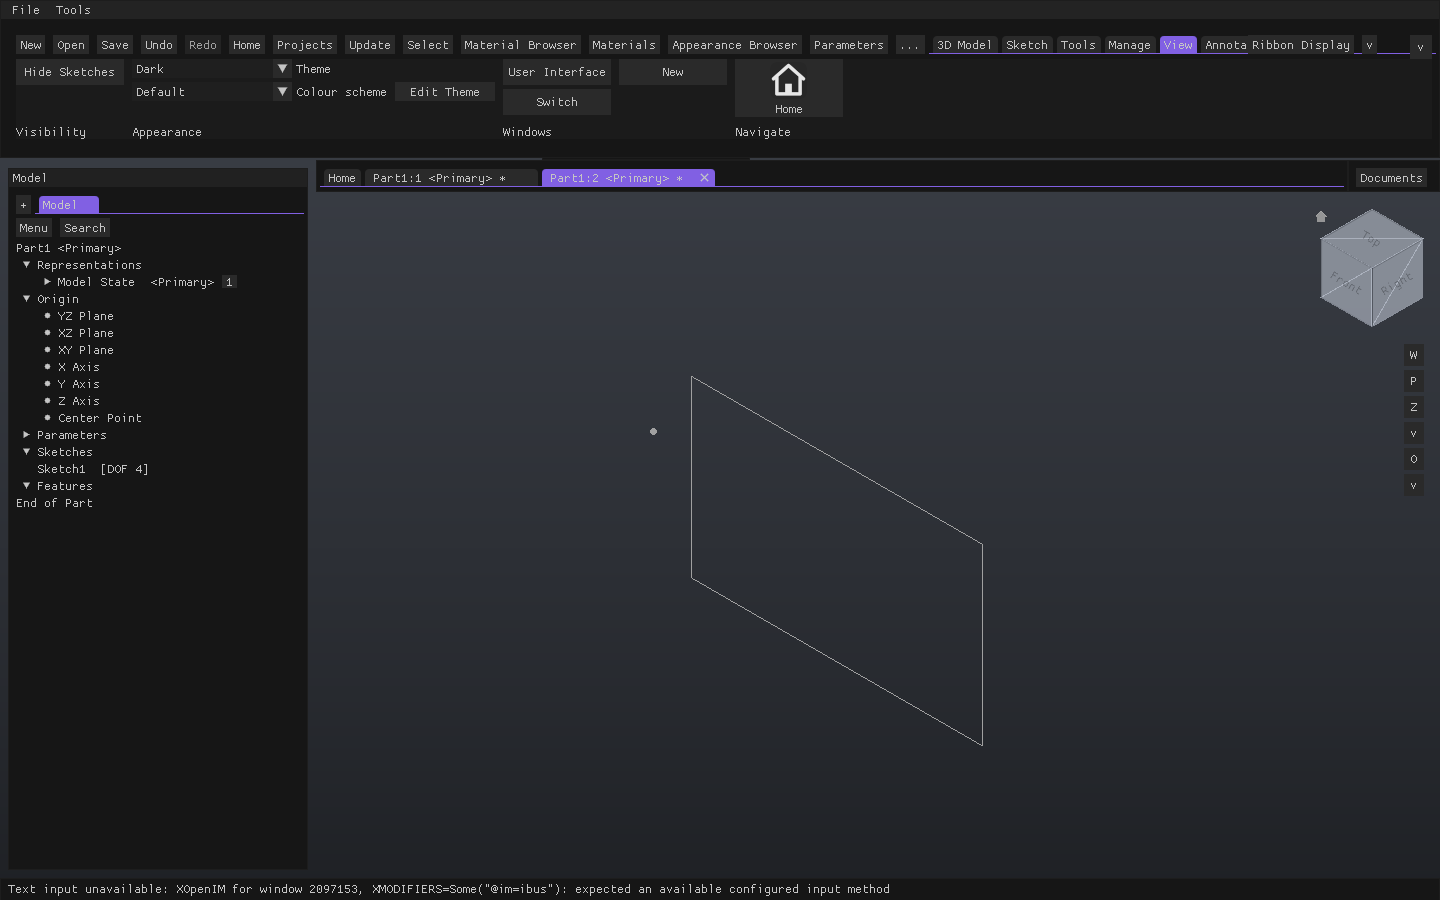 File Tools
New Open Save Undo Redo Home Projects Update Select Material Browser Materials Appearance Browser Parameters ... 3D Model Sketch Tools Manage View Annota Ribbon Display v v
Hide Sketches Dark Theme User Interface New
Default Colour scheme Edit Theme Switch Home
Visibility Appearance Windows Navigate
Model Home Part1:1 <Primary> * Part1:2 <Primary> * Documents
+ Model
Menu Search
Part1 <Primary>
Representations
Model State <Primary> 1
Origin
YZ Plane
XZ Plane
XY Plane
X Axis
Y Axis
Z Axis
Center Point
Parameters
Sketches
Sketch1 [DOF 4]
Features
End of Part
Top
Front Right
W
P
Z
v
O
v
Text input unavailable: XOpenIM for window 2097153, XMODIFIERS=Some("@im=ibus"): expected an available configured input method